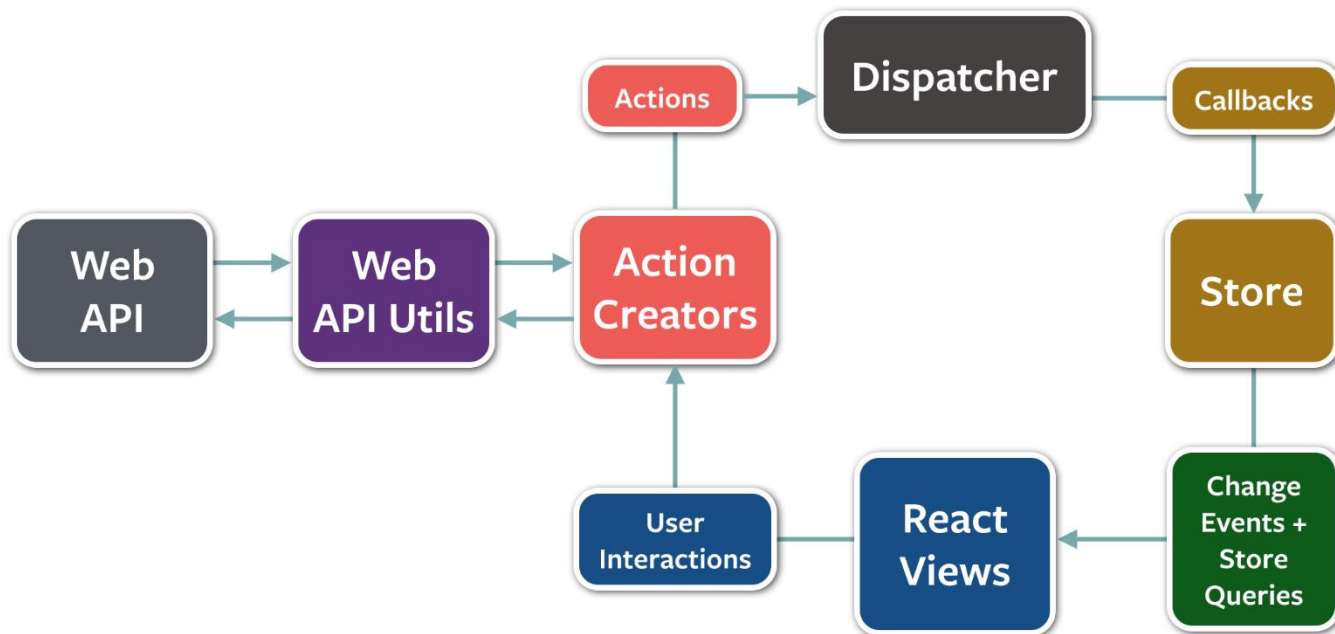 Dispatcher
Actions
Callbacks
Web
API
Web
API Utils
Action
Creators
Store
User
Interactions
React
Views
Change
Events +
Store
Queries